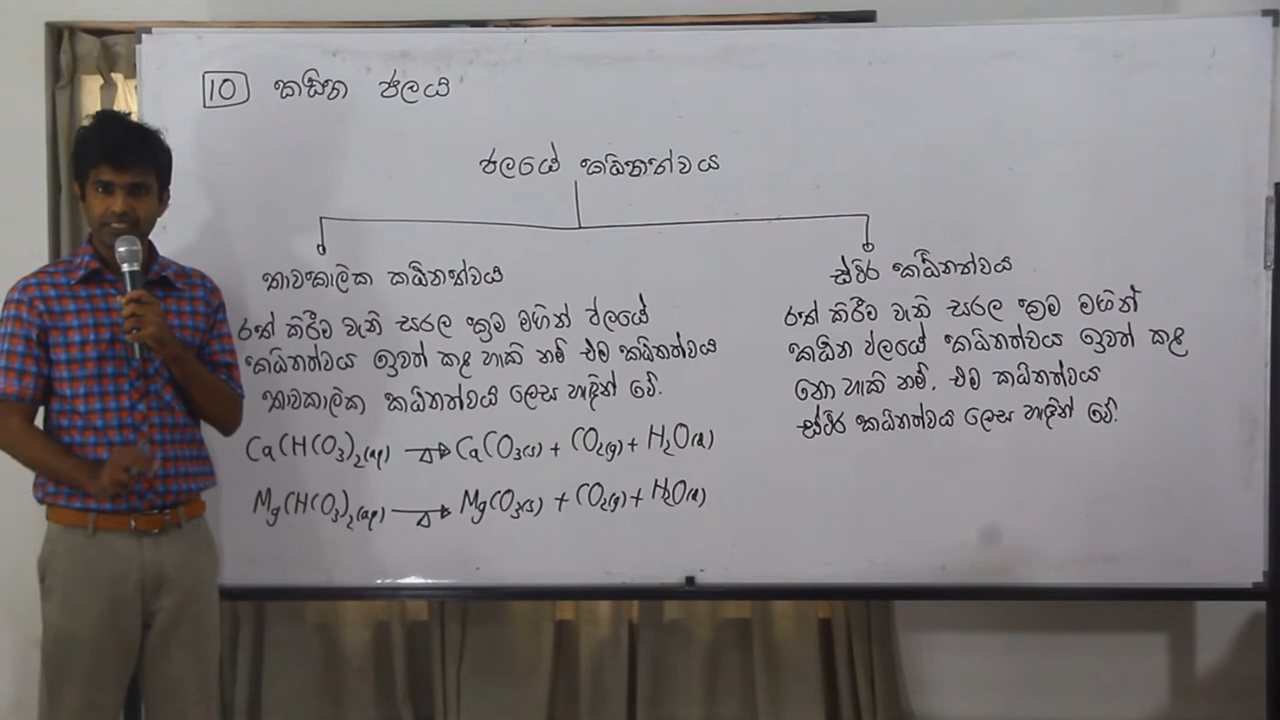 10 කඨින ජලය
ජලයේ කඨිනත්වය
තාවකාලික කඨිනත්වය
රත් කිරීම වැනි සරල ක්‍රම මගින් ජලයේ
කඨිනත්වය ඉවත් කළ හැකි නම් එම කඨිනත්වය
තාවකාලික කඨිනත්වය ලෙස හැඳින් වේ.
Ca(HCO₃)₂(aq) —Δ→ CaCO₃(s) + CO₂(g) + H₂O(l)
Mg(HCO₃)₂(aq) —Δ→ MgCO₃(s) + CO₂(g) + H₂O(l)
ස්ථිර කඨිනත්වය
රත් කිරීම වැනි සරල ක්‍රම මගින්
කඨින ජලයේ කඨිනත්වය ඉවත් කළ
නො හැකි නම්, එම කඨිනත්වය
ස්ථිර කඨිනත්වය ලෙස හැඳින් වේ.